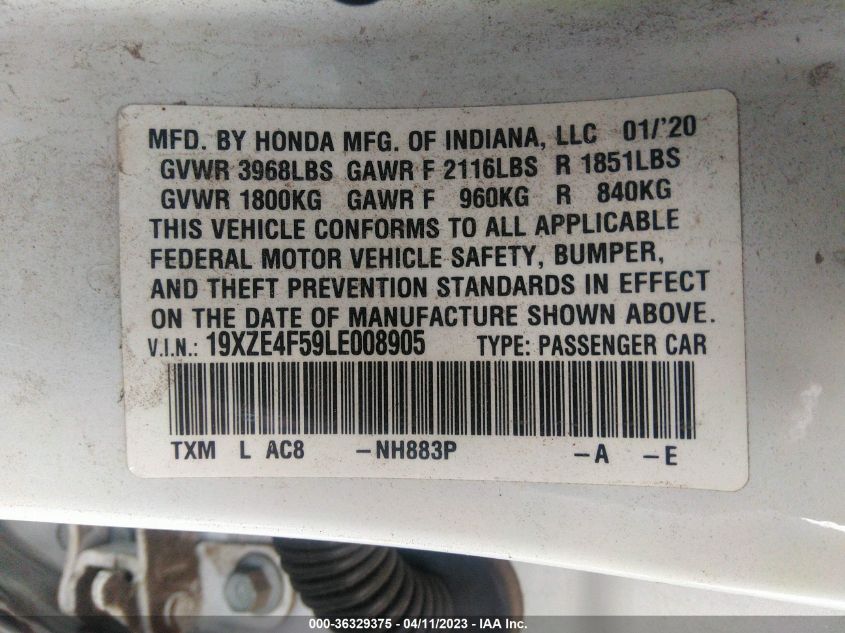 MFD. BY HONDA MFG. OF INDIANA, LLC 01/'20
GVWR 3968LBS GAWR F 2116LBS R 1851LBS
GVWR 1800KG GAWR F 960KG R 840KG
THIS VEHICLE CONFORMS TO ALL APPLICABLE
FEDERAL MOTOR VEHICLE SAFETY, BUMPER,
AND THEFT PREVENTION STANDARDS IN EFFECT
ON THE DATE OF MANUFACTURE SHOWN ABOVE.
V.I.N.: 19XZE4F59LE008905 TYPE: PASSENGER CAR
TXM L AC8 -NH883P -A -E
000-36329375 - 04/11/2023 - IAA Inc.